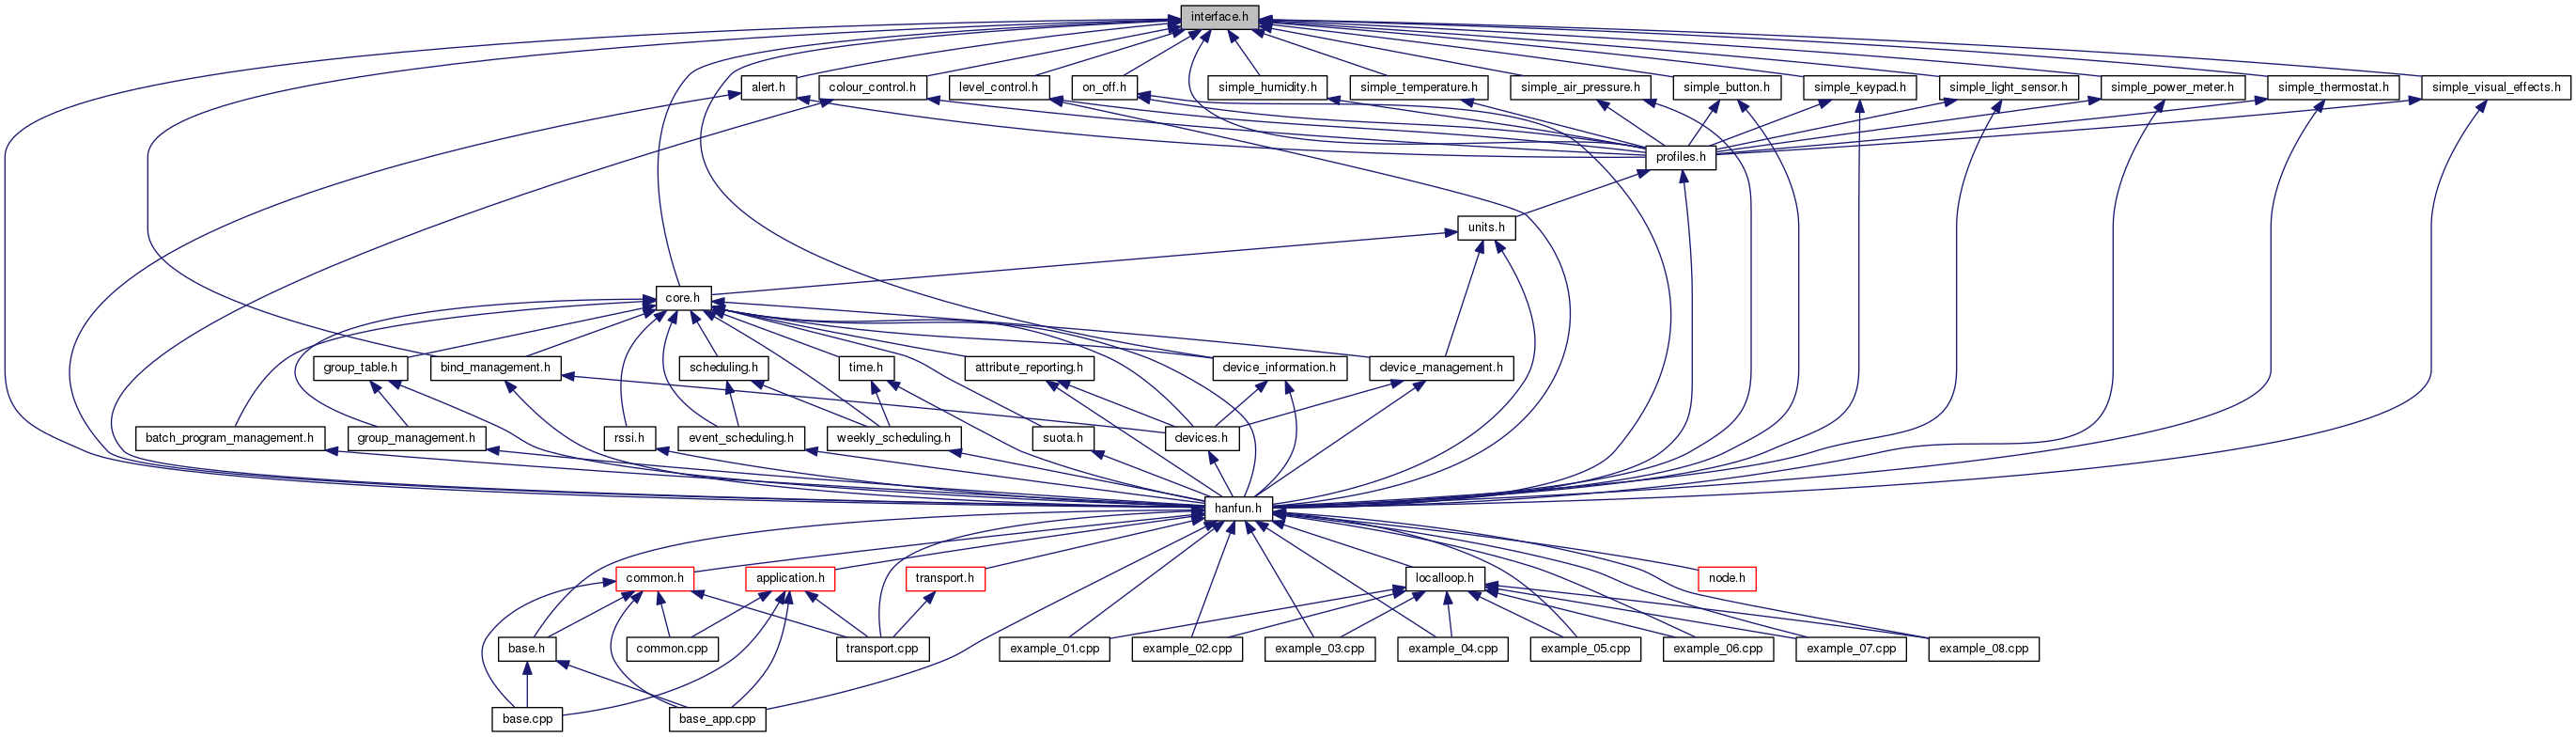 interface.h
alert.h
colour_control.h
level_control.h
on_off.h
simple_humidity.h
simple_temperature.h
simple_air_pressure.h
simple_button.h
simple_keypad.h
simple_light_sensor.h
simple_power_meter.h
simple_thermostat.h
simple_visual_effects.h
profiles.h
units.h
core.h
group_table.h
bind_management.h
scheduling.h
time.h
attribute_reporting.h
device_information.h
device_management.h
batch_program_management.h
group_management.h
rssi.h
event_scheduling.h
weekly_scheduling.h
suota.h
devices.h
hanfun.h
common.h
application.h
transport.h
localloop.h
node.h
base.h
common.cpp
transport.cpp
example_01.cpp
example_02.cpp
example_03.cpp
example_04.cpp
example_05.cpp
example_06.cpp
example_07.cpp
example_08.cpp
base.cpp
base_app.cpp